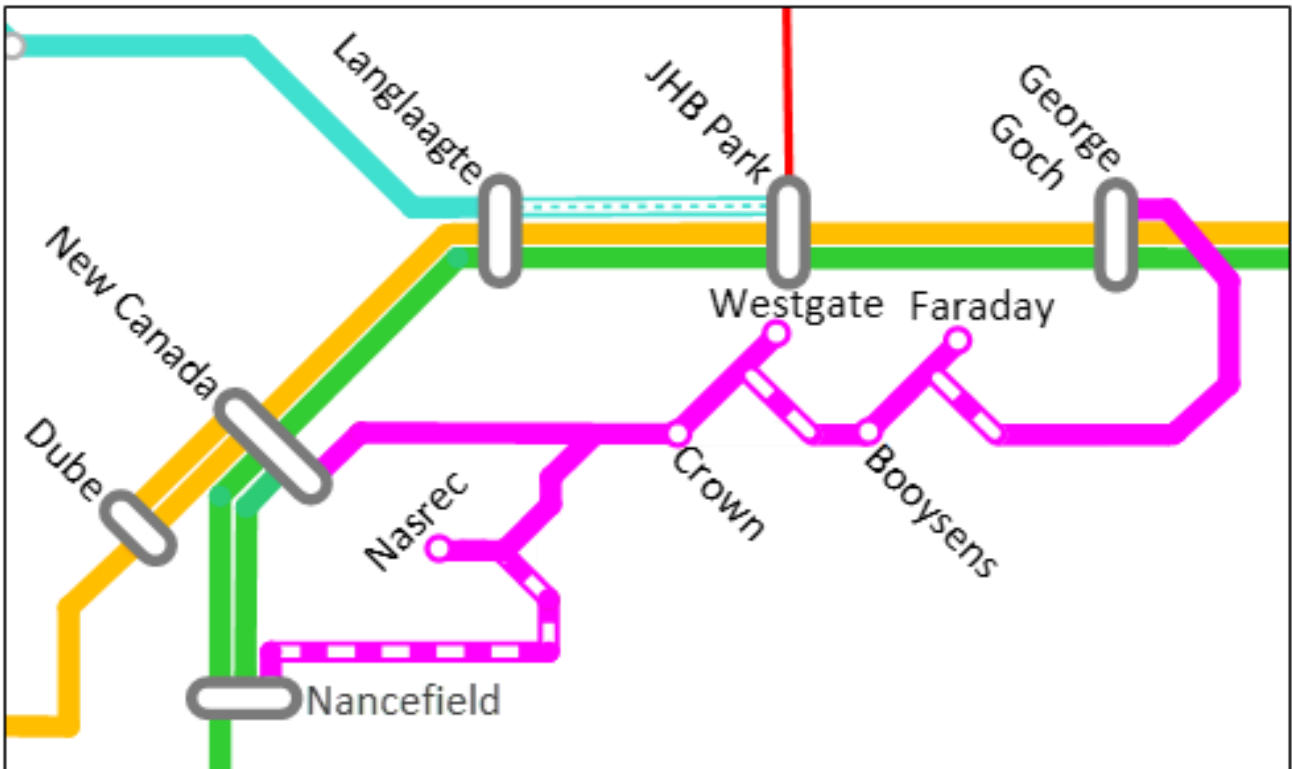 Langlaagte
JHB Park
George
Goch
New Canada
Westgate
Faraday
Dube
Crown
Booysens
Nasrec
Nancefield